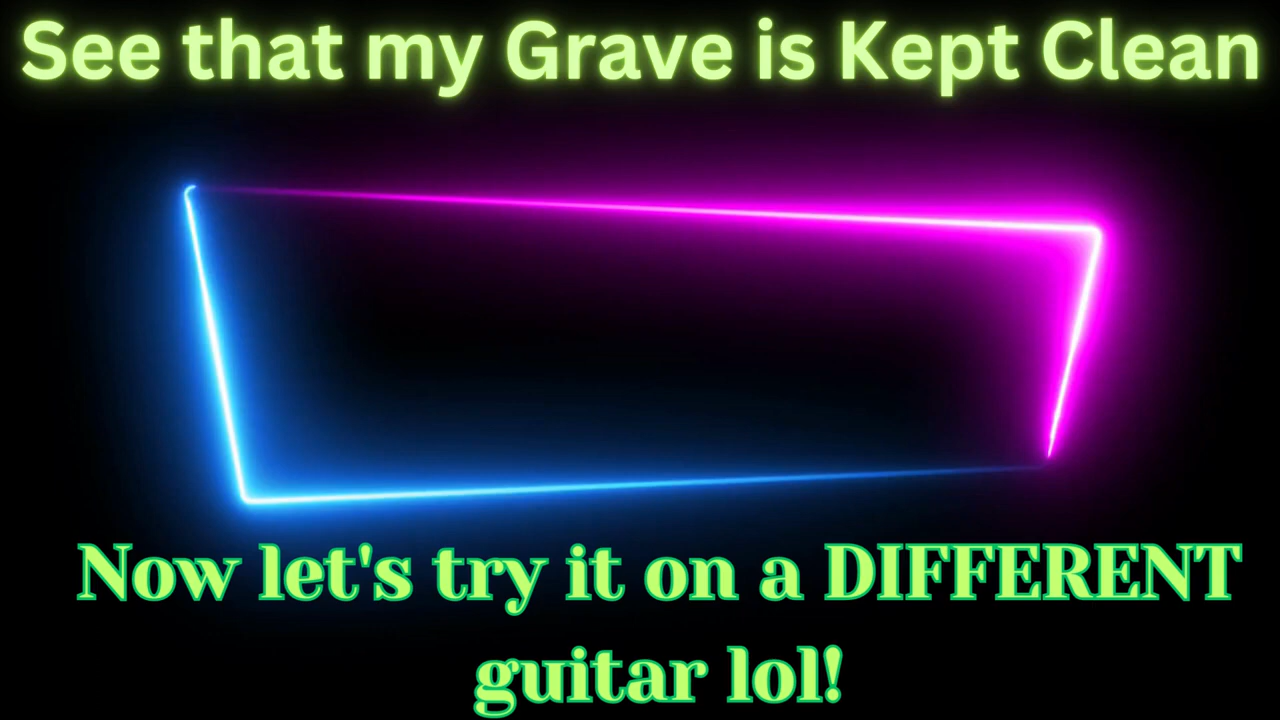 See that my Grave is Kept Clean
Now let's try it on a DIFFERENT
guitar lol!